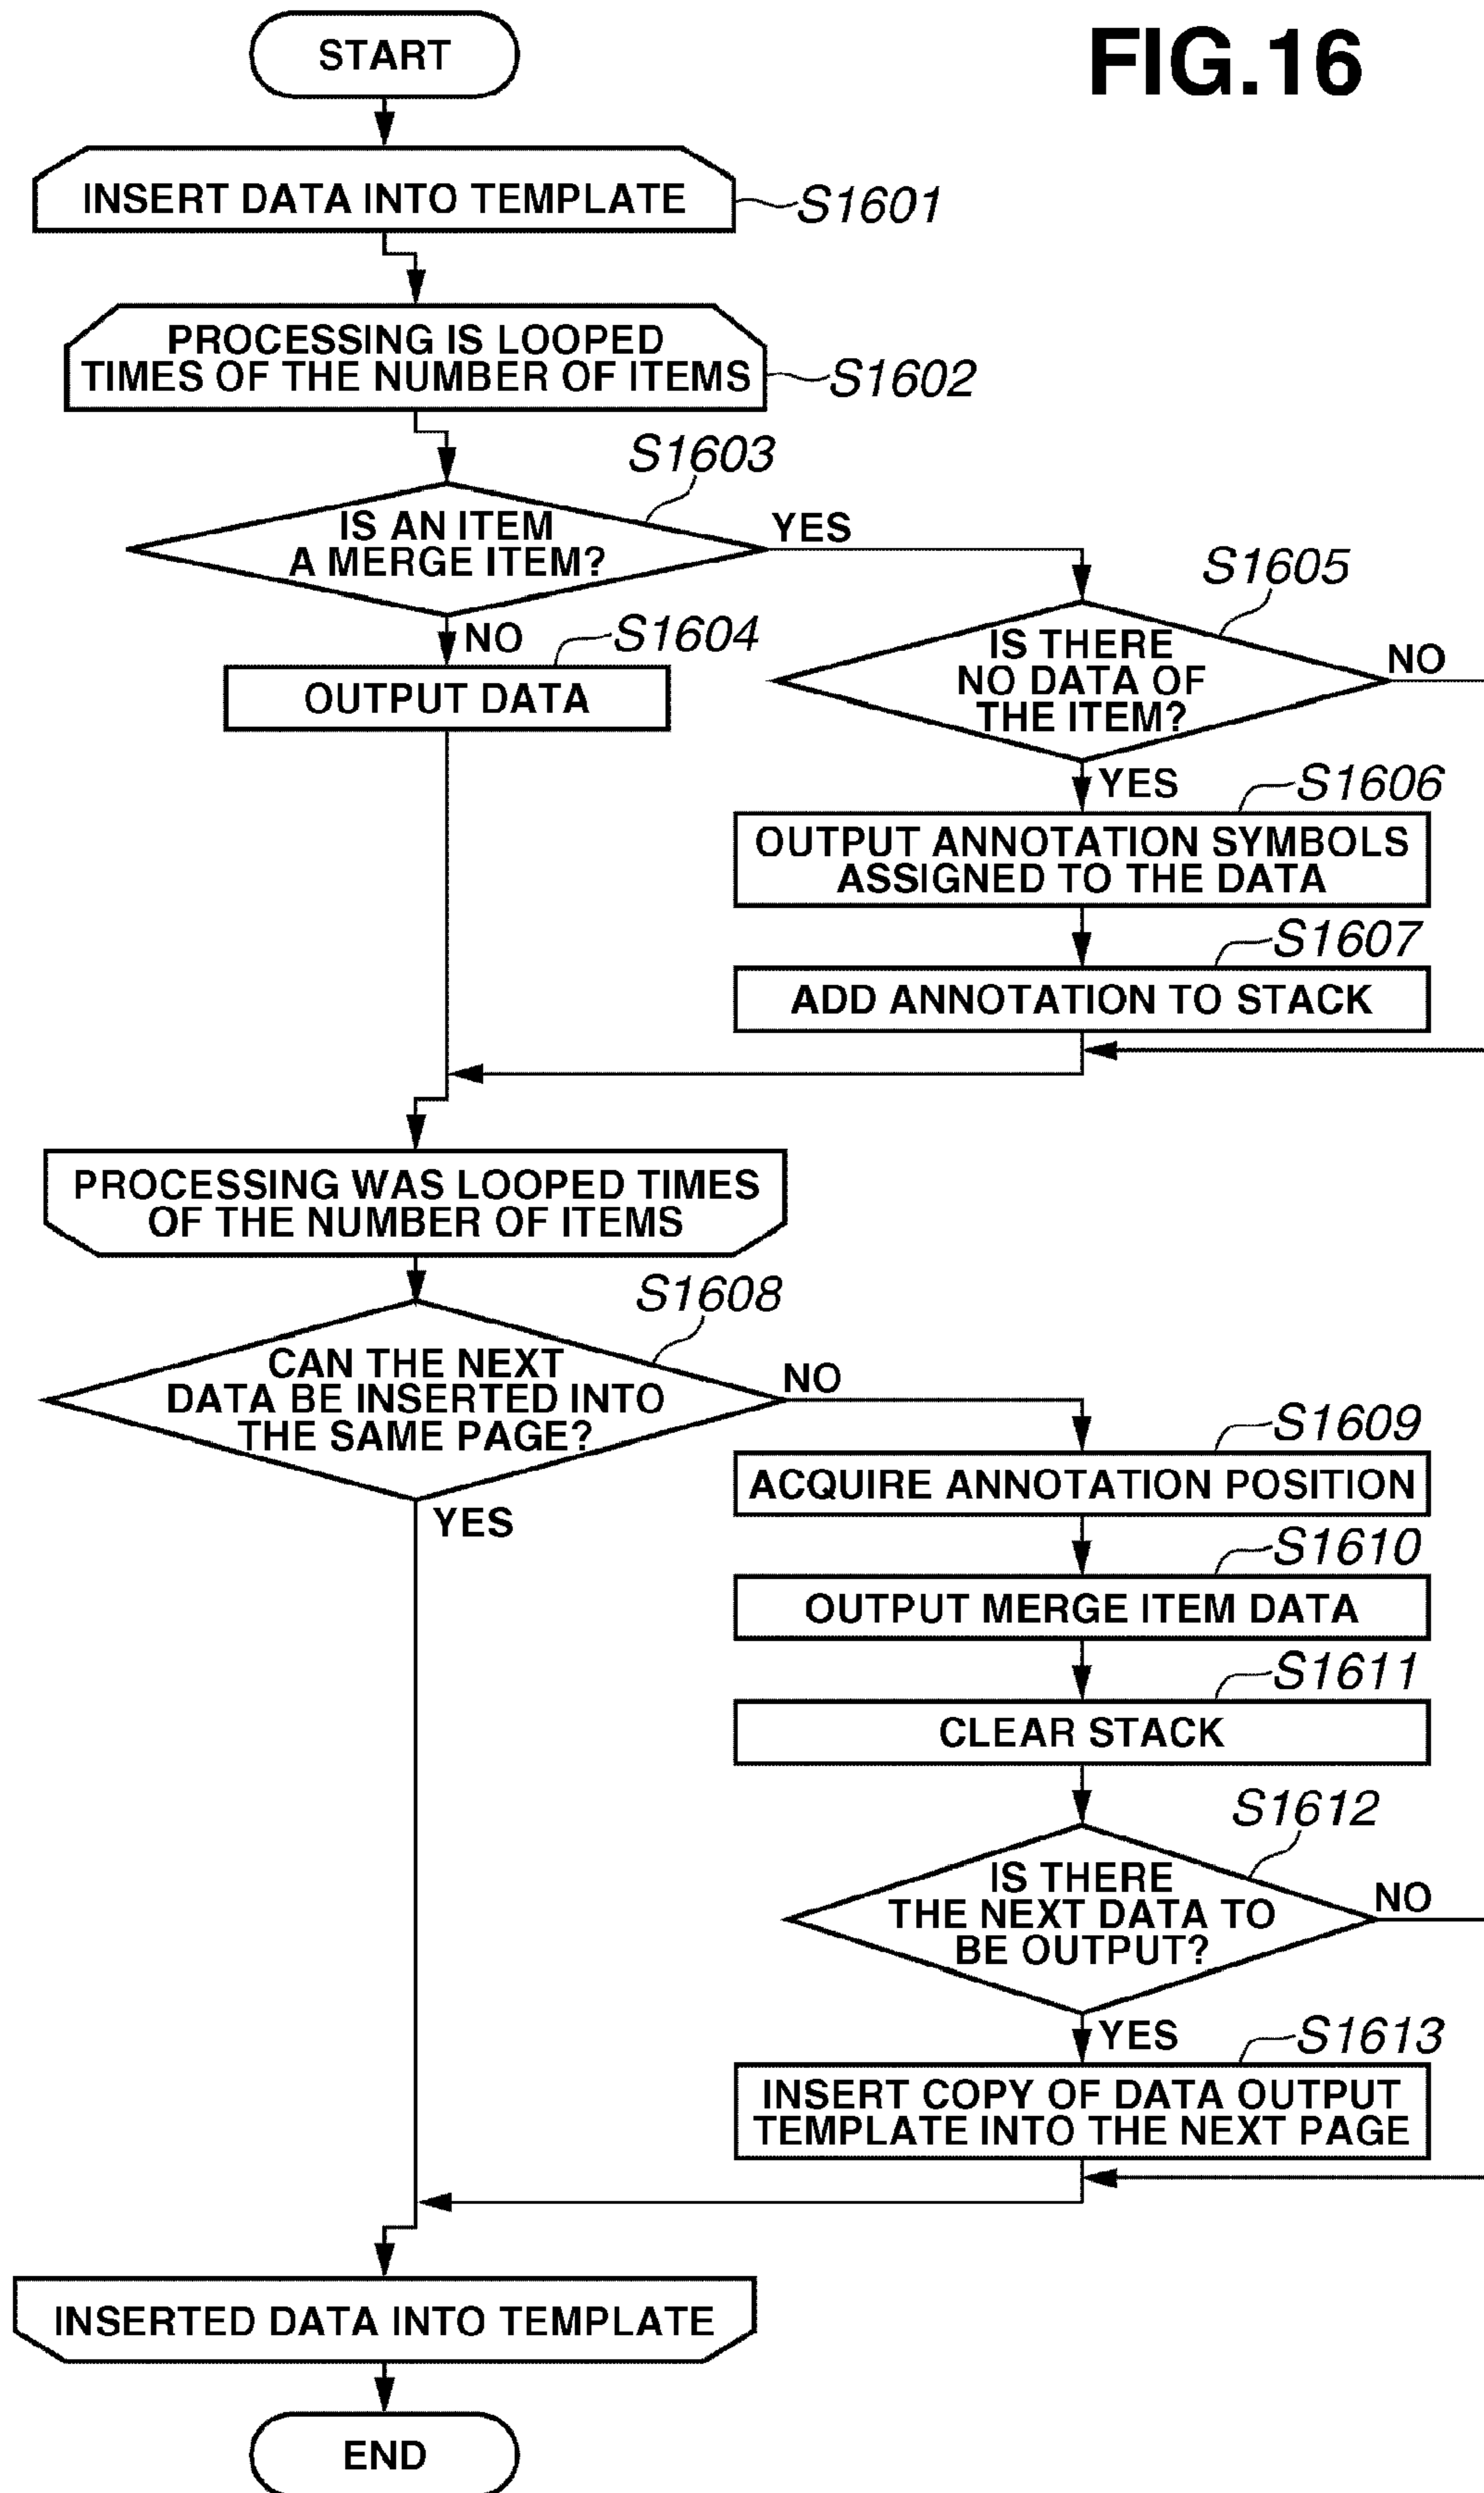 FIG.16
START
INSERT DATA INTO TEMPLATE
S1601
PROCESSING IS LOOPED
TIMES OF THE NUMBER OF ITEMS
S1602
S1603
IS AN ITEM
A MERGE ITEM?
YES
NO
S1604
OUTPUT DATA
S1605
IS THERE
NO DATA OF
THE ITEM?
NO
YES
S1606
OUTPUT ANNOTATION SYMBOLS
ASSIGNED TO THE DATA
S1607
ADD ANNOTATION TO STACK
PROCESSING WAS LOOPED TIMES
OF THE NUMBER OF ITEMS
S1608
CAN THE NEXT
DATA BE INSERTED INTO
THE SAME PAGE?
NO
YES
S1609
ACQUIRE ANNOTATION POSITION
S1610
OUTPUT MERGE ITEM DATA
S1611
CLEAR STACK
S1612
IS THERE
THE NEXT DATA TO
BE OUTPUT?
NO
YES
S1613
INSERT COPY OF DATA OUTPUT
TEMPLATE INTO THE NEXT PAGE
INSERTED DATA INTO TEMPLATE
END